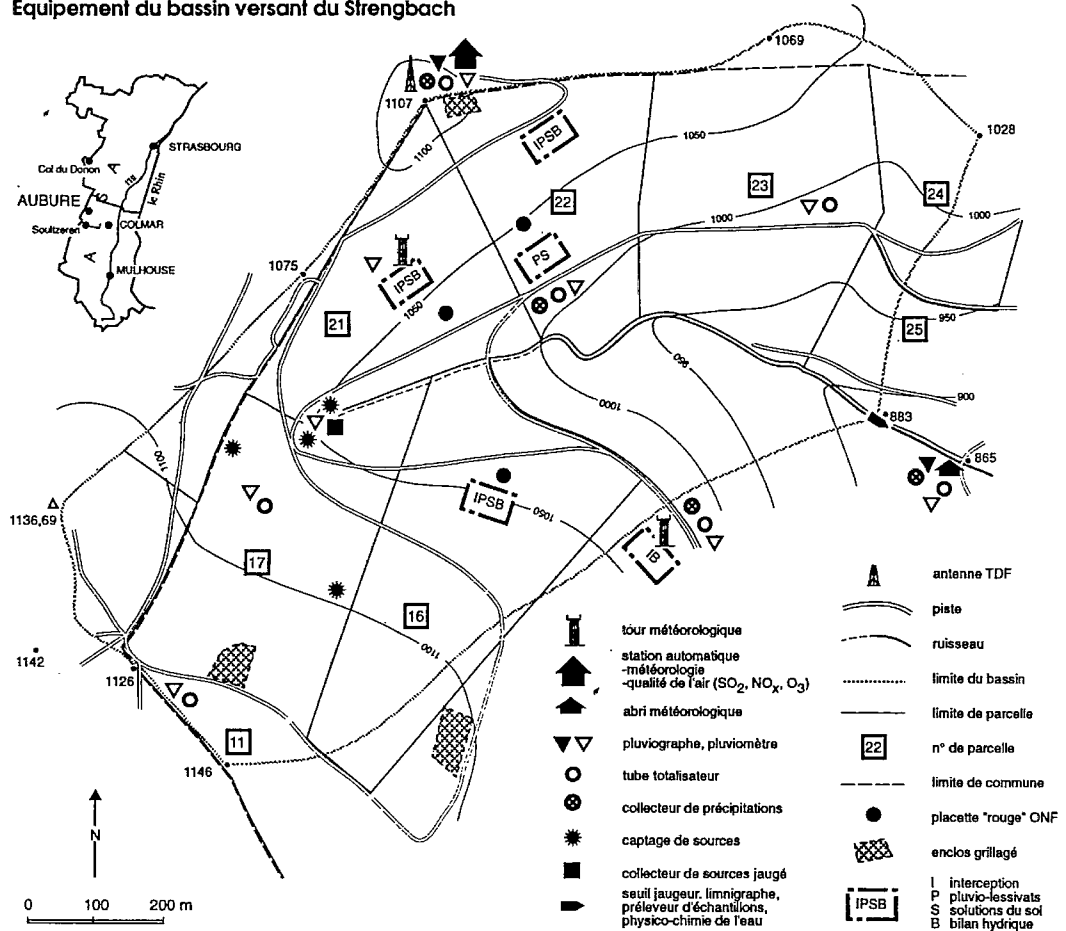 Equipement du bassin versant du Strengbach
1069
1107
1028
IPSB
1050
1100
STRASBOURG
Col du Donon
A
S
le Rhin
AUBURE
Soultzeren
COLMAR
A
MULHOUSE
22
23
24
1000
1000
PS
1075
IPSB
1050
21
950
25
950
1000
900
883
865
1100
1136,69
IPSB
1050
IB
17
16
1100
1142
1126
11
1146
N
0 100 200 m
tour météorologique
station automatique
-météorologie
-qualité de l'air (SO2, NOx, O3)
abri météorologique
pluviographe, pluviomètre
tube totalisateur
collecteur de précipitations
captage de sources
collecteur de sources jaugé
seuil jaugeur. limnigraphe,
préleveur d'échantillons,
physico-chimie de l'eau
antenne TDF
piste
ruisseau
limite du bassin
limite de parcelle
22 n° de parcelle
limite de commune
placette "rouge" ONF
enclos grillagé
IPSB
I interception
P pluvio-lessivats
S solutions du sol
B bilan hydrique